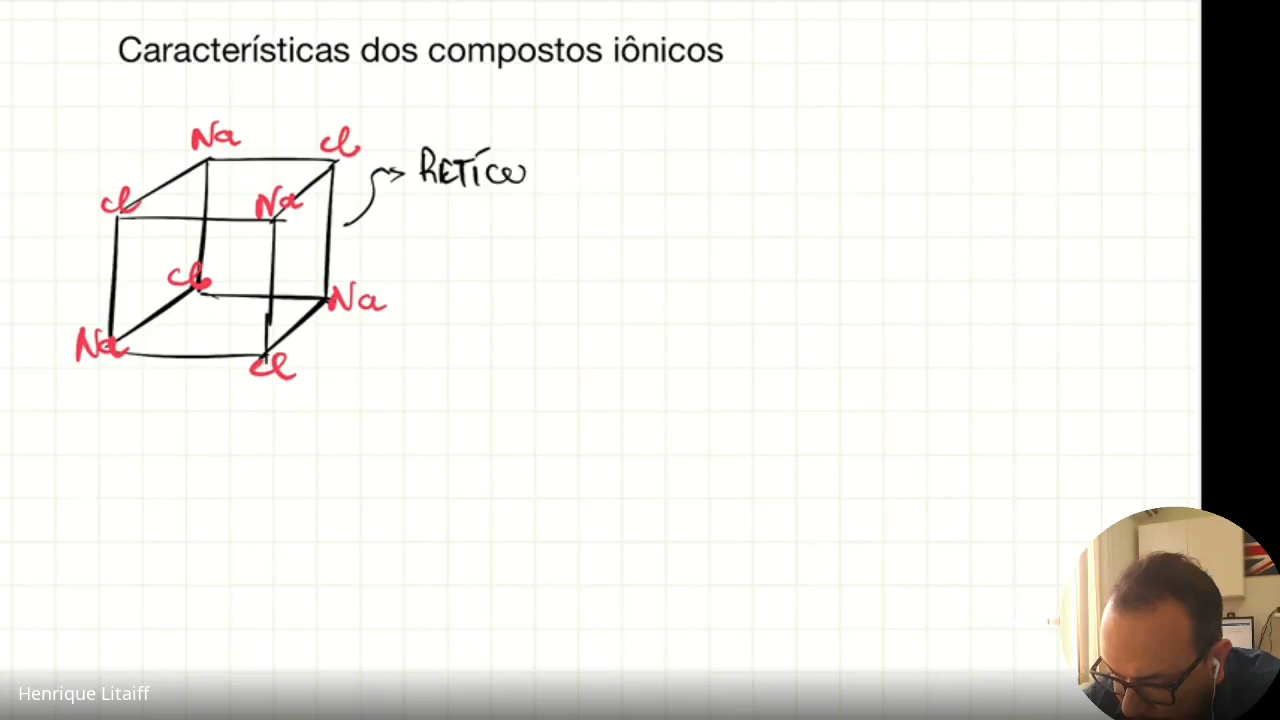 Características dos compostos iônicos
Na Cl
Cl Na
RETÍCU
Cl
Na
Na
Cl
Henrique Litaiff